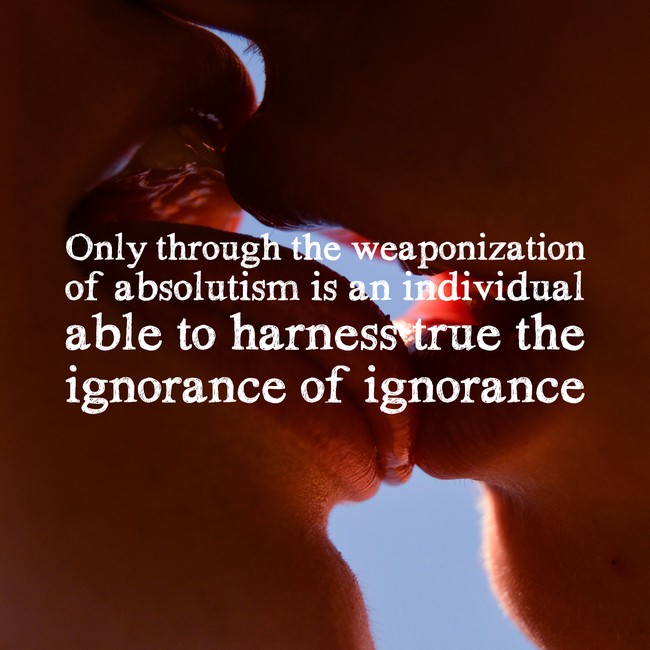 Only through the weaponization
of absolutism is an individual
able to harness true the
ignorance of ignorance